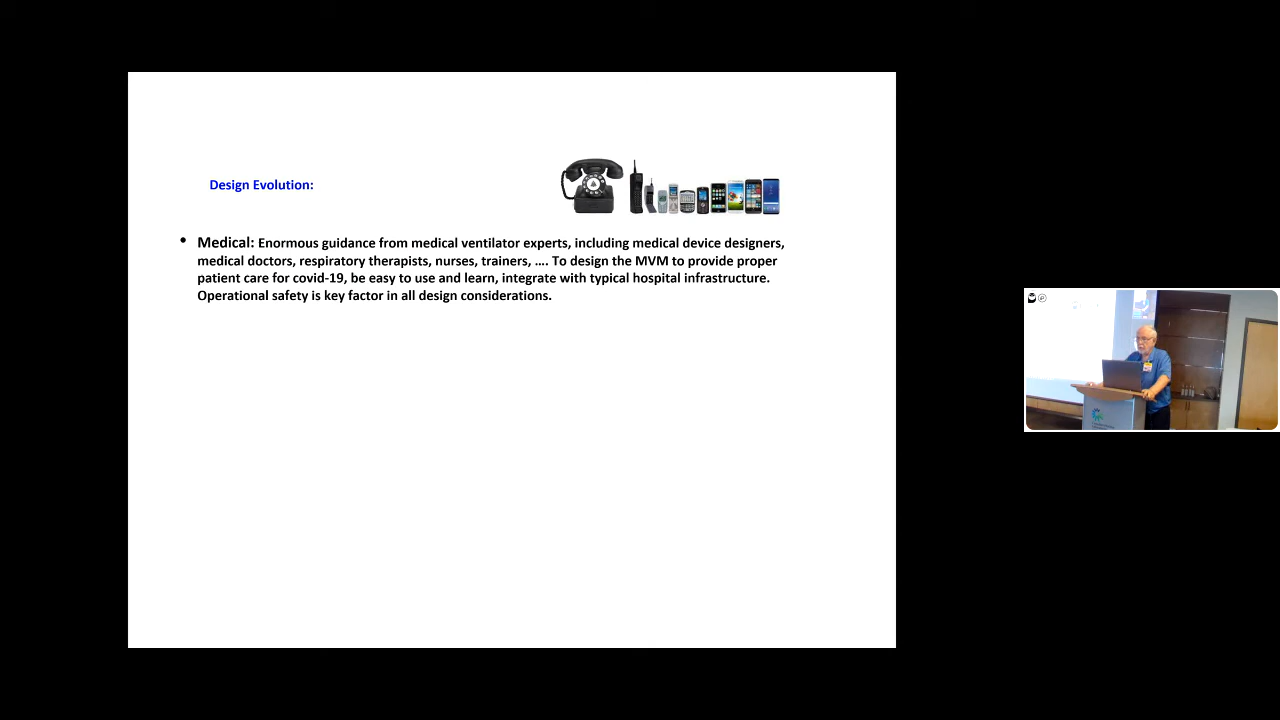 Design Evolution:
• Medical: Enormous guidance from medical ventilator experts, including medical device designers,
medical doctors, respiratory therapists, nurses, trainers, …. To design the MVM to provide proper
patient care for covid-19, be easy to use and learn, integrate with typical hospital infrastructure.
Operational safety is key factor in all design considerations.